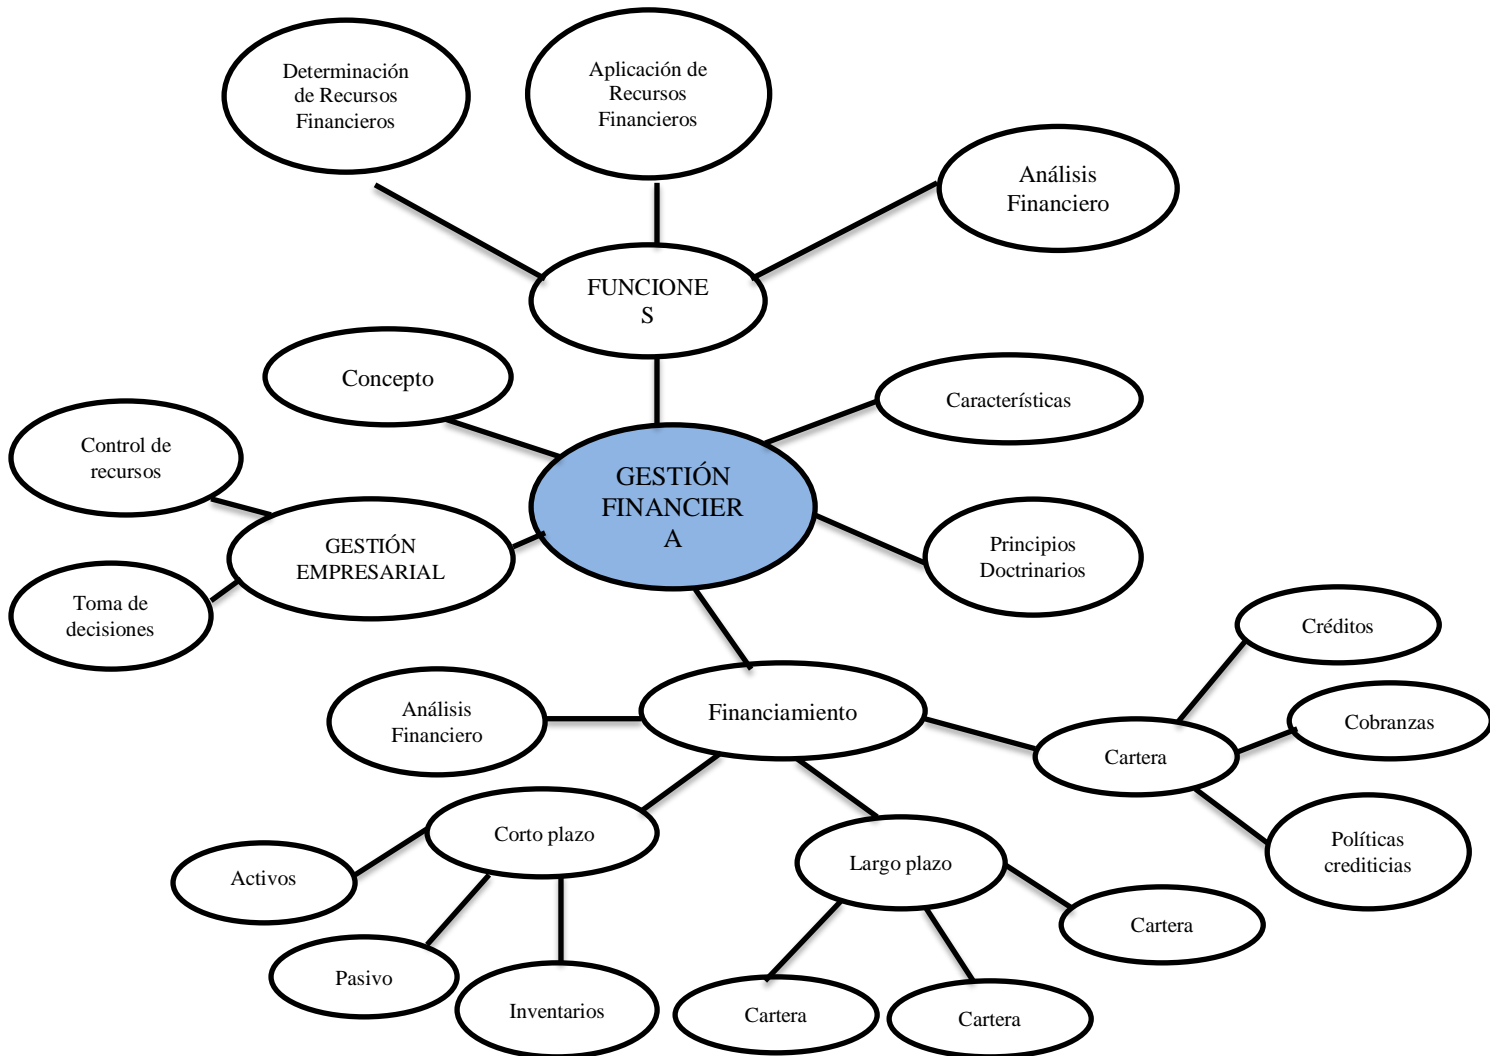 Determinación
de Recursos
Financieros
Aplicación de
Recursos
Financieros
Análisis
Financiero
FUNCIONE
S
Concepto
Características
Control de
recursos
GESTIÓN
FINANCIER
A
GESTIÓN
EMPRESARIAL
Principios
Doctrinarios
Toma de
decisiones
Créditos
Análisis
Financiero
Financiamiento
Cobranzas
Cartera
Corto plazo
Políticas
crediticias
Largo plazo
Activos
Cartera
Pasivo
Inventarios
Cartera
Cartera